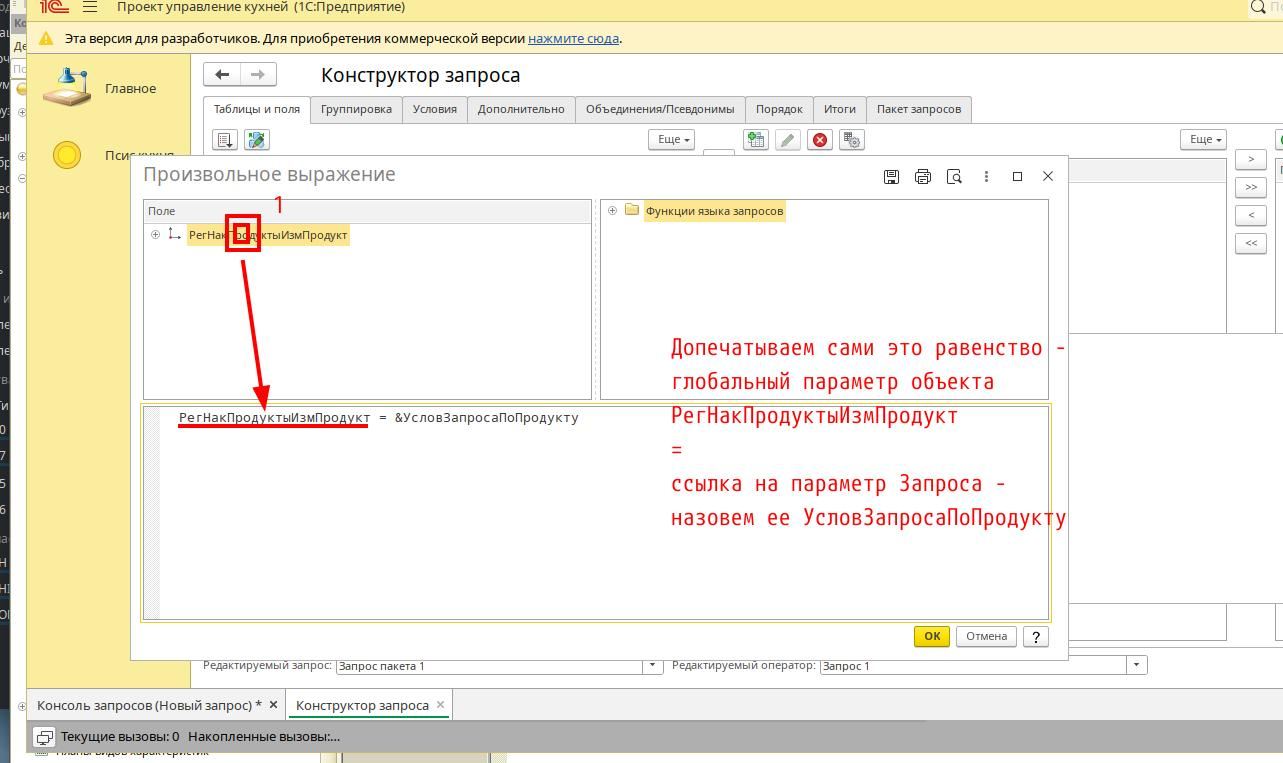 Проект управление кухней (1С:Предприятие)
Эта версия для разработчиков. Для приобретения коммерческой версии нажмите сюда.
Главное
Конструктор запроса
Таблицы и поля
Группировка
Условия
Дополнительно
Объединения/Псевдонимы
Порядок
Итоги
Пакет запросов
Еще
Еще
>
>>
<
<<
Произвольное выражение
Поле
1
РегНакПродуктыИзмПродукт
Функции языка запросов
РегНакПродуктыИзмПродукт = &УсловЗапросаПоПродукту
Допечатываем сами это равенство -
глобальный параметр объекта
РегНакПродуктыИзмПродукт
=
ссылка на параметр Запроса -
назовем ее УсловЗапросаПоПродукту
ОК
Отмена
?
Редактируемый запрос:
Запрос пакета 1
Редактируемый оператор:
Запрос 1
Консоль запросов (Новый запрос) *
Конструктор запроса
Текущие вызовы: 0 Накопленные вызовы:...